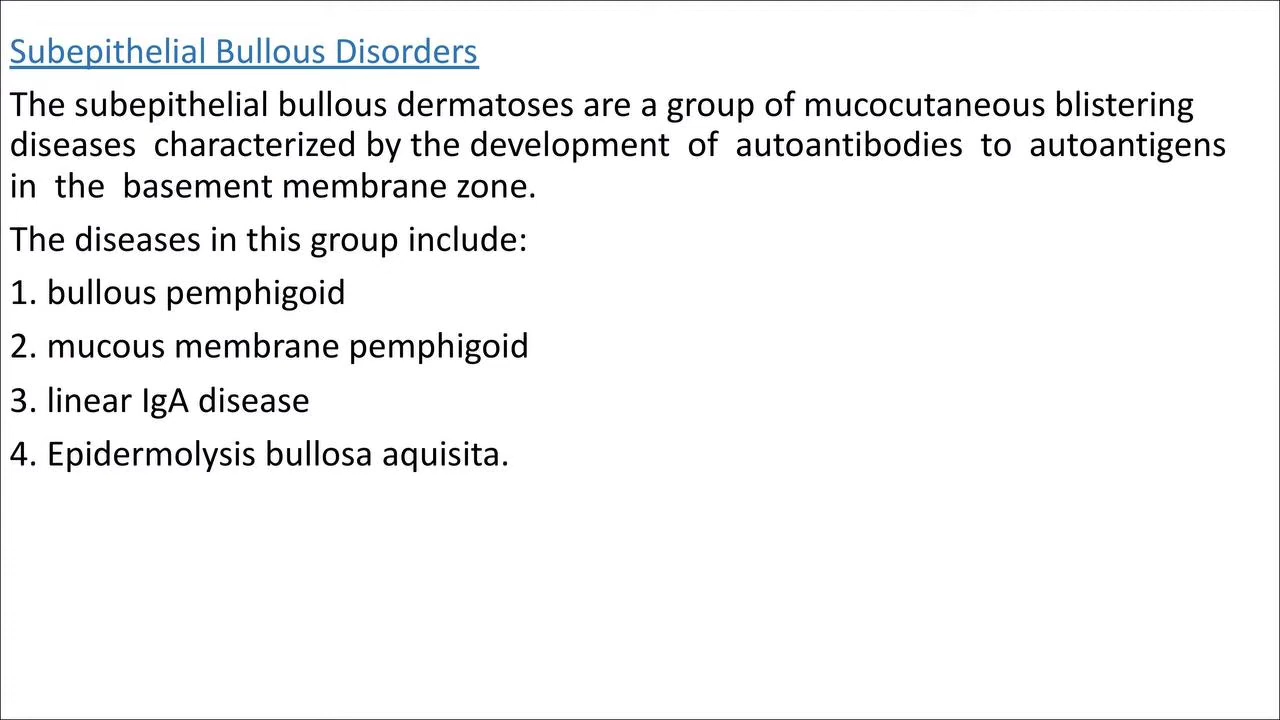 Subepithelial Bullous Disorders
The subepithelial bullous dermatoses are a group of mucocutaneous blistering
diseases characterized by the development of autoantibodies to autoantigens
in the basement membrane zone.
The diseases in this group include:
1. bullous pemphigoid
2. mucous membrane pemphigoid
3. linear IgA disease
4. Epidermolysis bullosa aquisita.